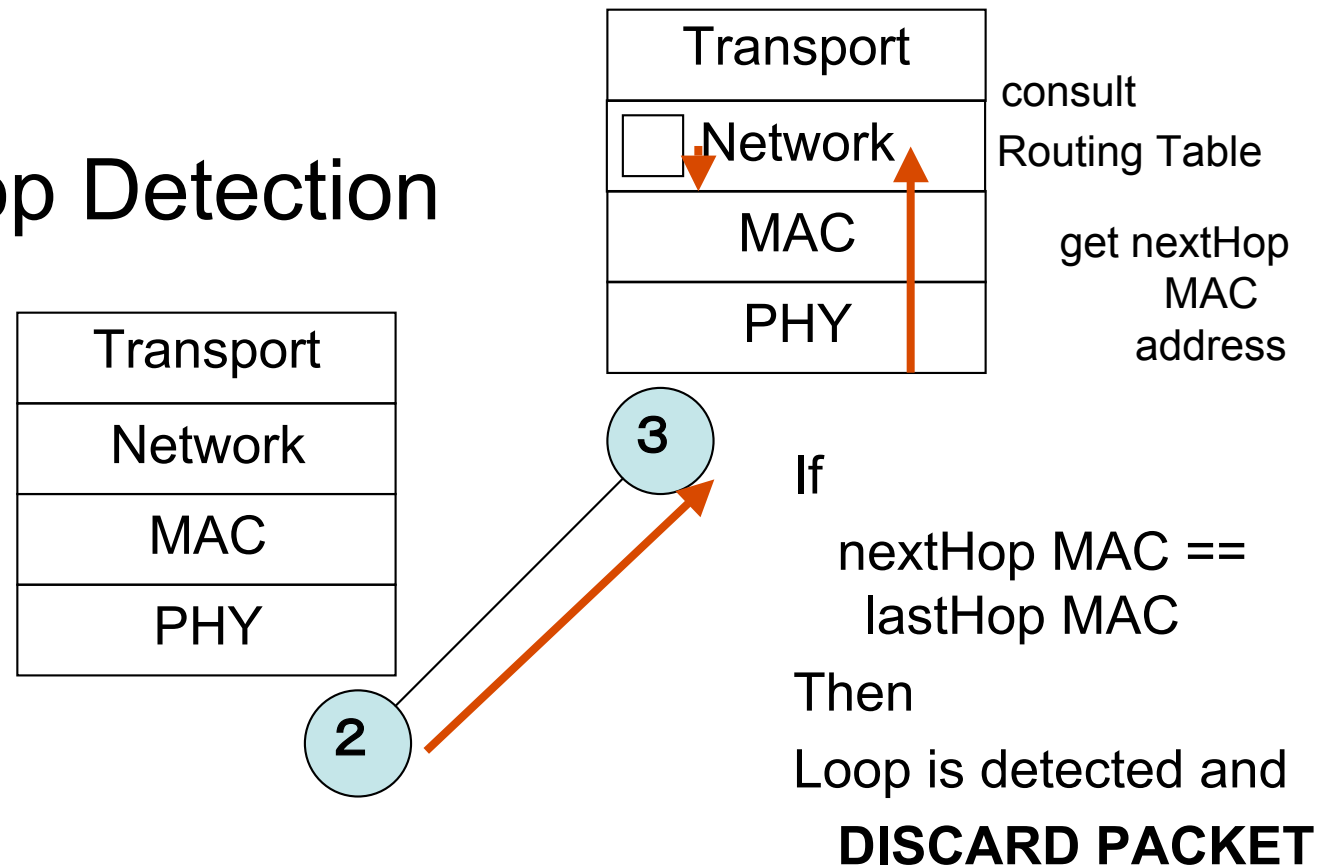 op Detection
Transport
Network
MAC
PHY
2
Transport
Network
MAC
PHY
3
consult
Routing Table
get nextHop
MAC
address
If
nextHop MAC ==
lastHop MAC
Then
Loop is detected and
DISCARD PACKET